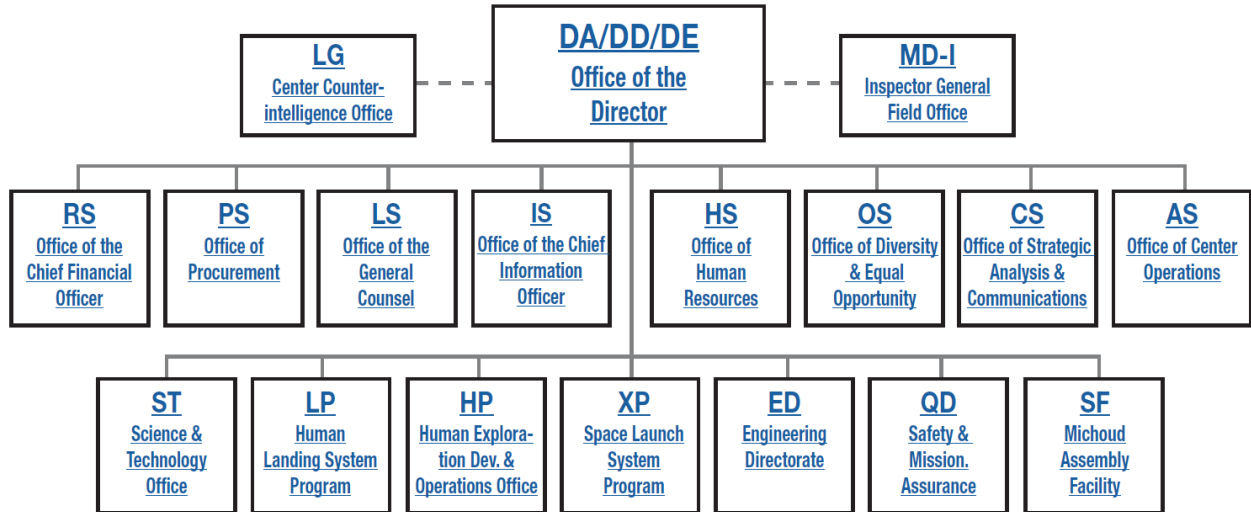 DA/DD/DE
Office of the
Director
LG
Center Counter-
intelligence Office
MD-I
Inspector General
Field Office
RS
Office of the
Chief Financial
Officer
PS
Office of
Procurement
LS
Office of the
General
Counsel
IS
Office of the Chief
Information
Officer
HS
Office of
Human
Resources
OS
Office of Diversity
& Equal
Opportunity
CS
Office of Strategic
Analysis &
Communications
AS
Office of Center
Operations
ST
Science &
Technology
Office
LP
Human
Landing System
Program
HP
Human Explora-
tion Dev. &
Operations Office
XP
Space Launch
System
Program
ED
Engineering
Directorate
QD
Safety &
Mission.
Assurance
SF
Michoud
Assembly
Facility